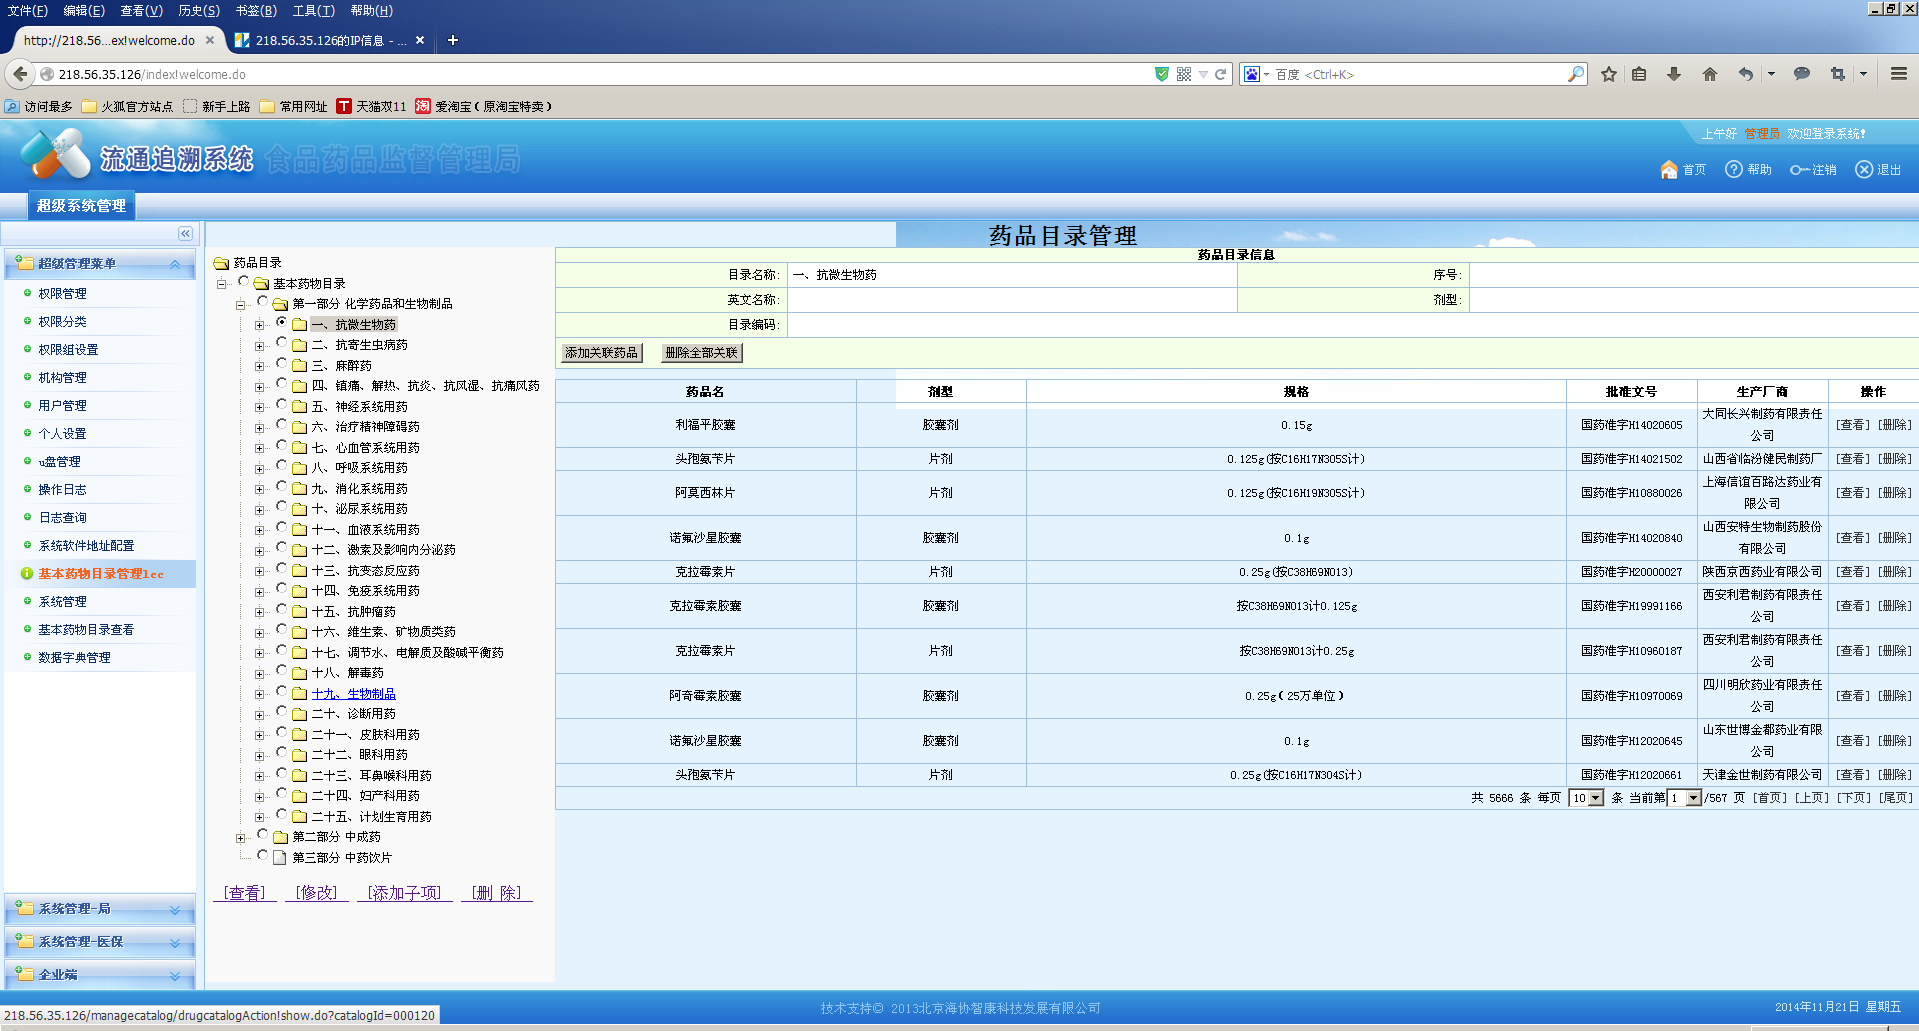 文件(F) 编辑(E) 查看(V) 历史(S) 书签(B) 工具(T) 帮助(H)
http://218.56...ex!welcome.do × 218.56.35.126的IP信息 - ... × +
218.56.35.126/index!welcome.do 百度 <Ctrl+K>
访问最多 火狐官方站点 新手上路 常用网址 天猫双11 爱淘宝(原淘宝特卖)
上午好 管理员 欢迎登录系统!
流通追溯系统 食品药品监督管理局
首页 帮助 注销 退出
超级系统管理
超级管理菜单
权限管理
权限分类
权限组设置
机构管理
用户管理
个人设置
u盘管理
操作日志
日志查询
系统软件地址配置
基本药物目录管理lcc
系统管理
基本药物目录查看
数据字典管理
系统管理-局
系统管理-医保
企业端
药品目录
基本药物目录
第一部分 化学药品和生物制品
一、抗微生物药
二、抗寄生虫病药
三、麻醉药
四、镇痛、解热、抗炎、抗风湿、抗痛风药
五、神经系统用药
六、治疗精神障碍药
七、心血管系统用药
八、呼吸系统用药
九、消化系统用药
十、泌尿系统用药
十一、血液系统用药
十二、激素及影响内分泌药
十三、抗变态反应药
十四、免疫系统用药
十五、抗肿瘤药
十六、维生素、矿物质类药
十七、调节水、电解质及酸碱平衡药
十八、解毒药
十九、生物制品
二十、诊断用药
二十一、皮肤科用药
二十二、眼科用药
二十三、耳鼻喉科用药
二十四、妇产科用药
二十五、计划生育用药
第二部分 中成药
第三部分 中药饮片
[查看] [修改] [添加子项] [删 除]
药品目录管理
药品目录信息
目录名称: 一、抗微生物药 序号:
英文名称: 剂型:
目录编码:
添加关联药品 删除全部关联
药品名 剂型 规格 批准文号 生产厂商 操作
利福平胶囊 胶囊剂 0.15g 国药准字H14020605 大同长兴制药有限责任公司 [查看] [删除]
头孢氨苄片 片剂 0.125g(按C16H17N3O5S计) 国药准字H14021502 山西省临汾健民制药厂 [查看] [删除]
阿莫西林片 片剂 0.125g(按C16H19N3O5S计) 国药准字H10880026 上海信谊百路达药业有限公司 [查看] [删除]
诺氟沙星胶囊 胶囊剂 0.1g 国药准字H14020840 山西安特生物制药股份有限公司 [查看] [删除]
克拉霉素片 片剂 0.25g(按C38H69NO13) 国药准字H20000027 陕西京西药业有限公司 [查看] [删除]
克拉霉素胶囊 胶囊剂 按C38H69NO13计0.125g 国药准字H19991166 西安利君制药有限责任公司 [查看] [删除]
克拉霉素片 片剂 按C38H69NO13计0.25g 国药准字H10960187 西安利君制药有限责任公司 [查看] [删除]
阿奇霉素胶囊 胶囊剂 0.25g(25万单位) 国药准字H10970069 四川明欣药业有限责任公司 [查看] [删除]
诺氟沙星胶囊 胶囊剂 0.1g 国药准字H12020645 山东世博金都药业有限公司 [查看] [删除]
头孢氨苄片 片剂 0.25g(按C16H17N3O4S计) 国药准字H12020661 天津金世制药有限公司 [查看] [删除]
共 5666 条 每页 10 条 当前第 1 /567 页 [首页] [上页] [下页] [尾页]
技术支持© 2013北京海协智康科技发展有限公司
2014年11月21日 星期五
218.56.35.126/managecatalog/drugcatalogAction!show.do?catalogId=000120